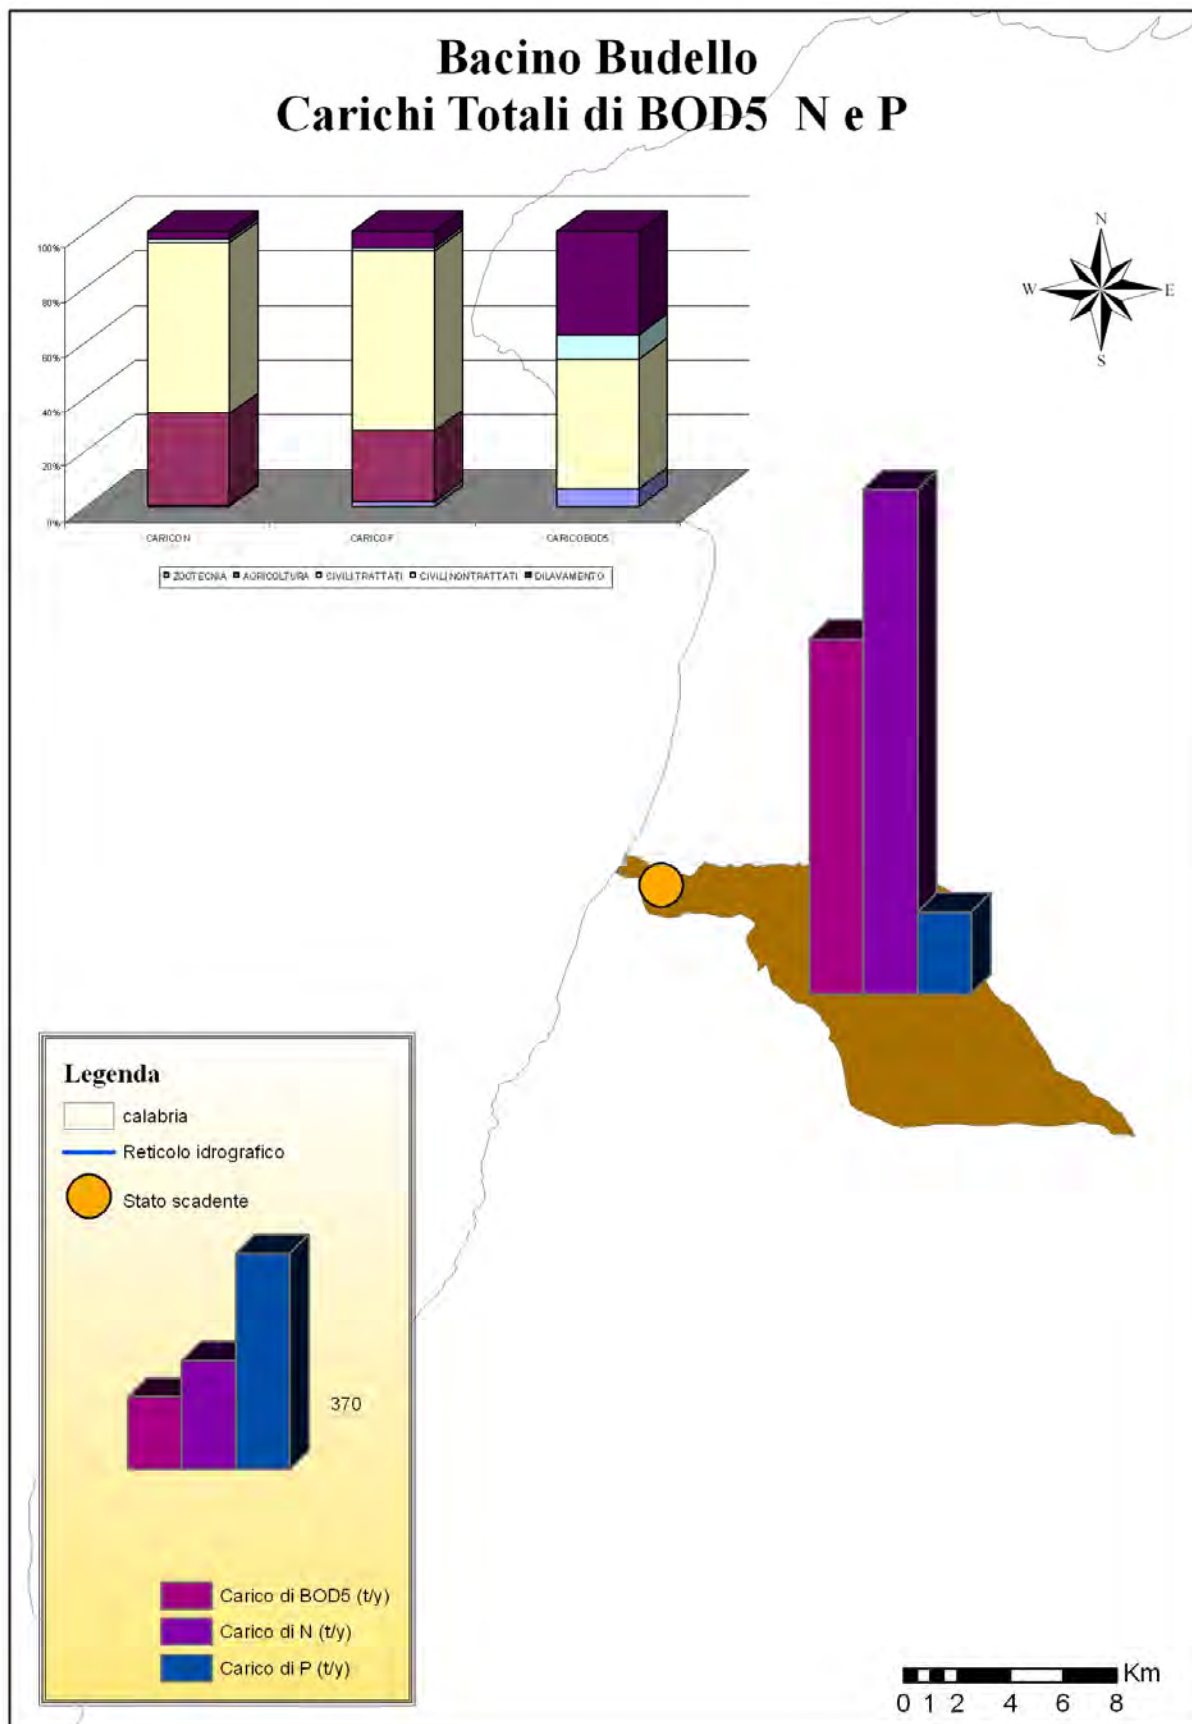 Bacino Budello
Carichi Totali di BOD5 N e P
N
W E
S
100%
80%
60%
40%
20%
0%
CARICO N CARICO P CARICO BOD5
ZOOTECNIA AGRICOLTURA CIVILI TRATTATI CIVILI NON TRATTATI DILAVAMENTO
Legenda
calabria
Reticolo idrografico
Stato scadente
370
Carico di BOD5 (t/y)
Carico di N (t/y)
Carico di P (t/y)
Km
0 1 2 4 6 8